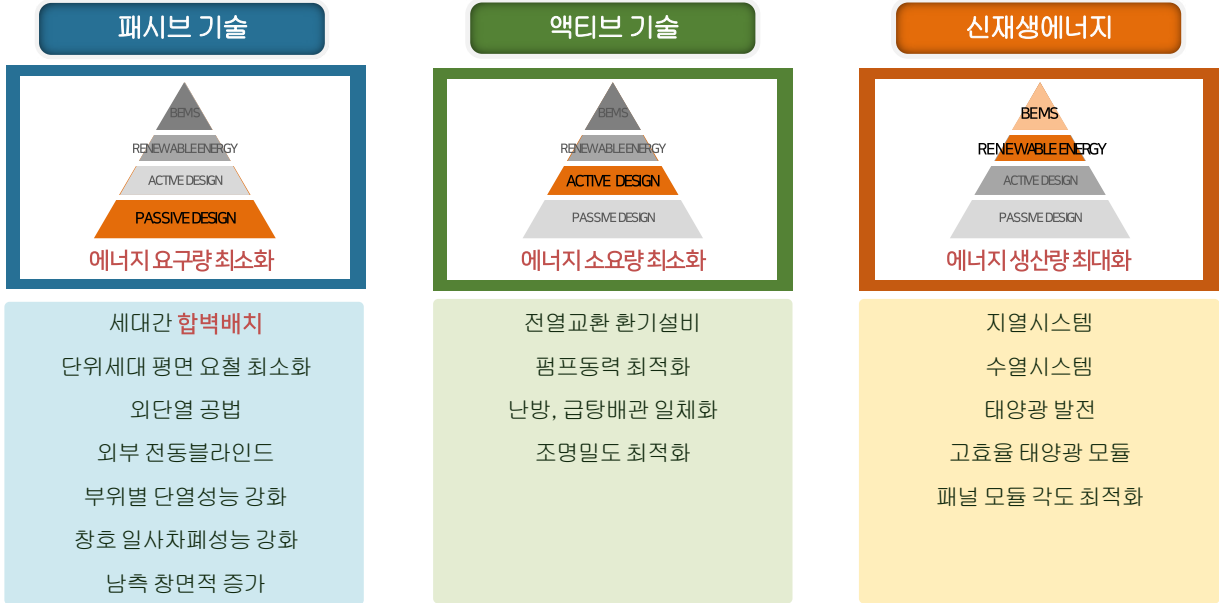 패시브 기술
BEMS
RENEWABLE ENERGY
ACTIVE DESIGN
PASSIVE DESIGN
에너지 요구량 최소화
세대간 합벽배치
단위세대 평면 요철 최소화
외단열 공법
외부 전동블라인드
부위별 단열성능 강화
창호 일사차폐성능 강화
남측 창면적 증가
액티브 기술
BEMS
RENEWABLE ENERGY
ACTIVE DESIGN
PASSIVE DESIGN
에너지 소요량 최소화
전열교환 환기설비
펌프동력 최적화
난방, 급탕배관 일체화
조명밀도 최적화
신재생에너지
BEMS
RENEWABLE ENERGY
ACTIVE DESIGN
PASSIVE DESIGN
에너지 생산량 최대화
지열시스템
수열시스템
태양광 발전
고효율 태양광 모듈
패널 모듈 각도 최적화